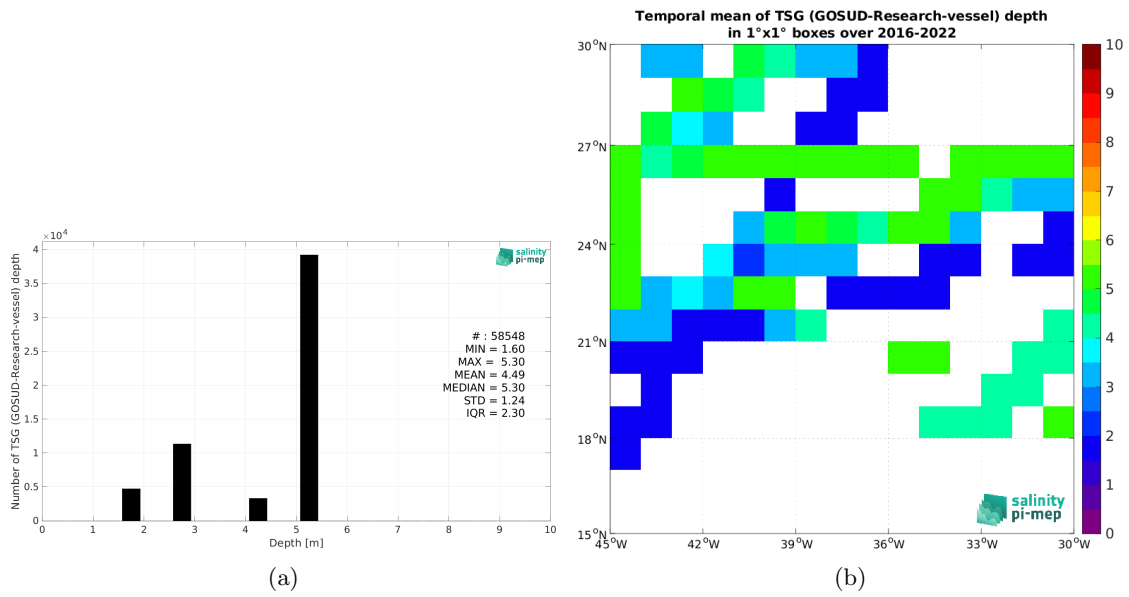 ×10⁴
4
3.5
3
2.5
2
1.5
1
0.5
0
Number of TSG (GOSUD-Research-vessel) depth
salinity
pi-mep
# : 58548
MIN = 1.60
MAX = 5.30
MEAN = 4.49
MEDIAN = 5.30
STD = 1.24
IQR = 2.30
0 1 2 3 4 5 6 7 8 9 10
Depth [m]
(a)
Temporal mean of TSG (GOSUD-Research-vessel) depth
in 1°x1° boxes over 2016-2022
30°N
27°N
24°N
21°N
18°N
15°N
45°W 42°W 39°W 36°W 33°W 30°W
salinity
pi-mep
10
9
8
7
6
5
4
3
2
1
0
(b)